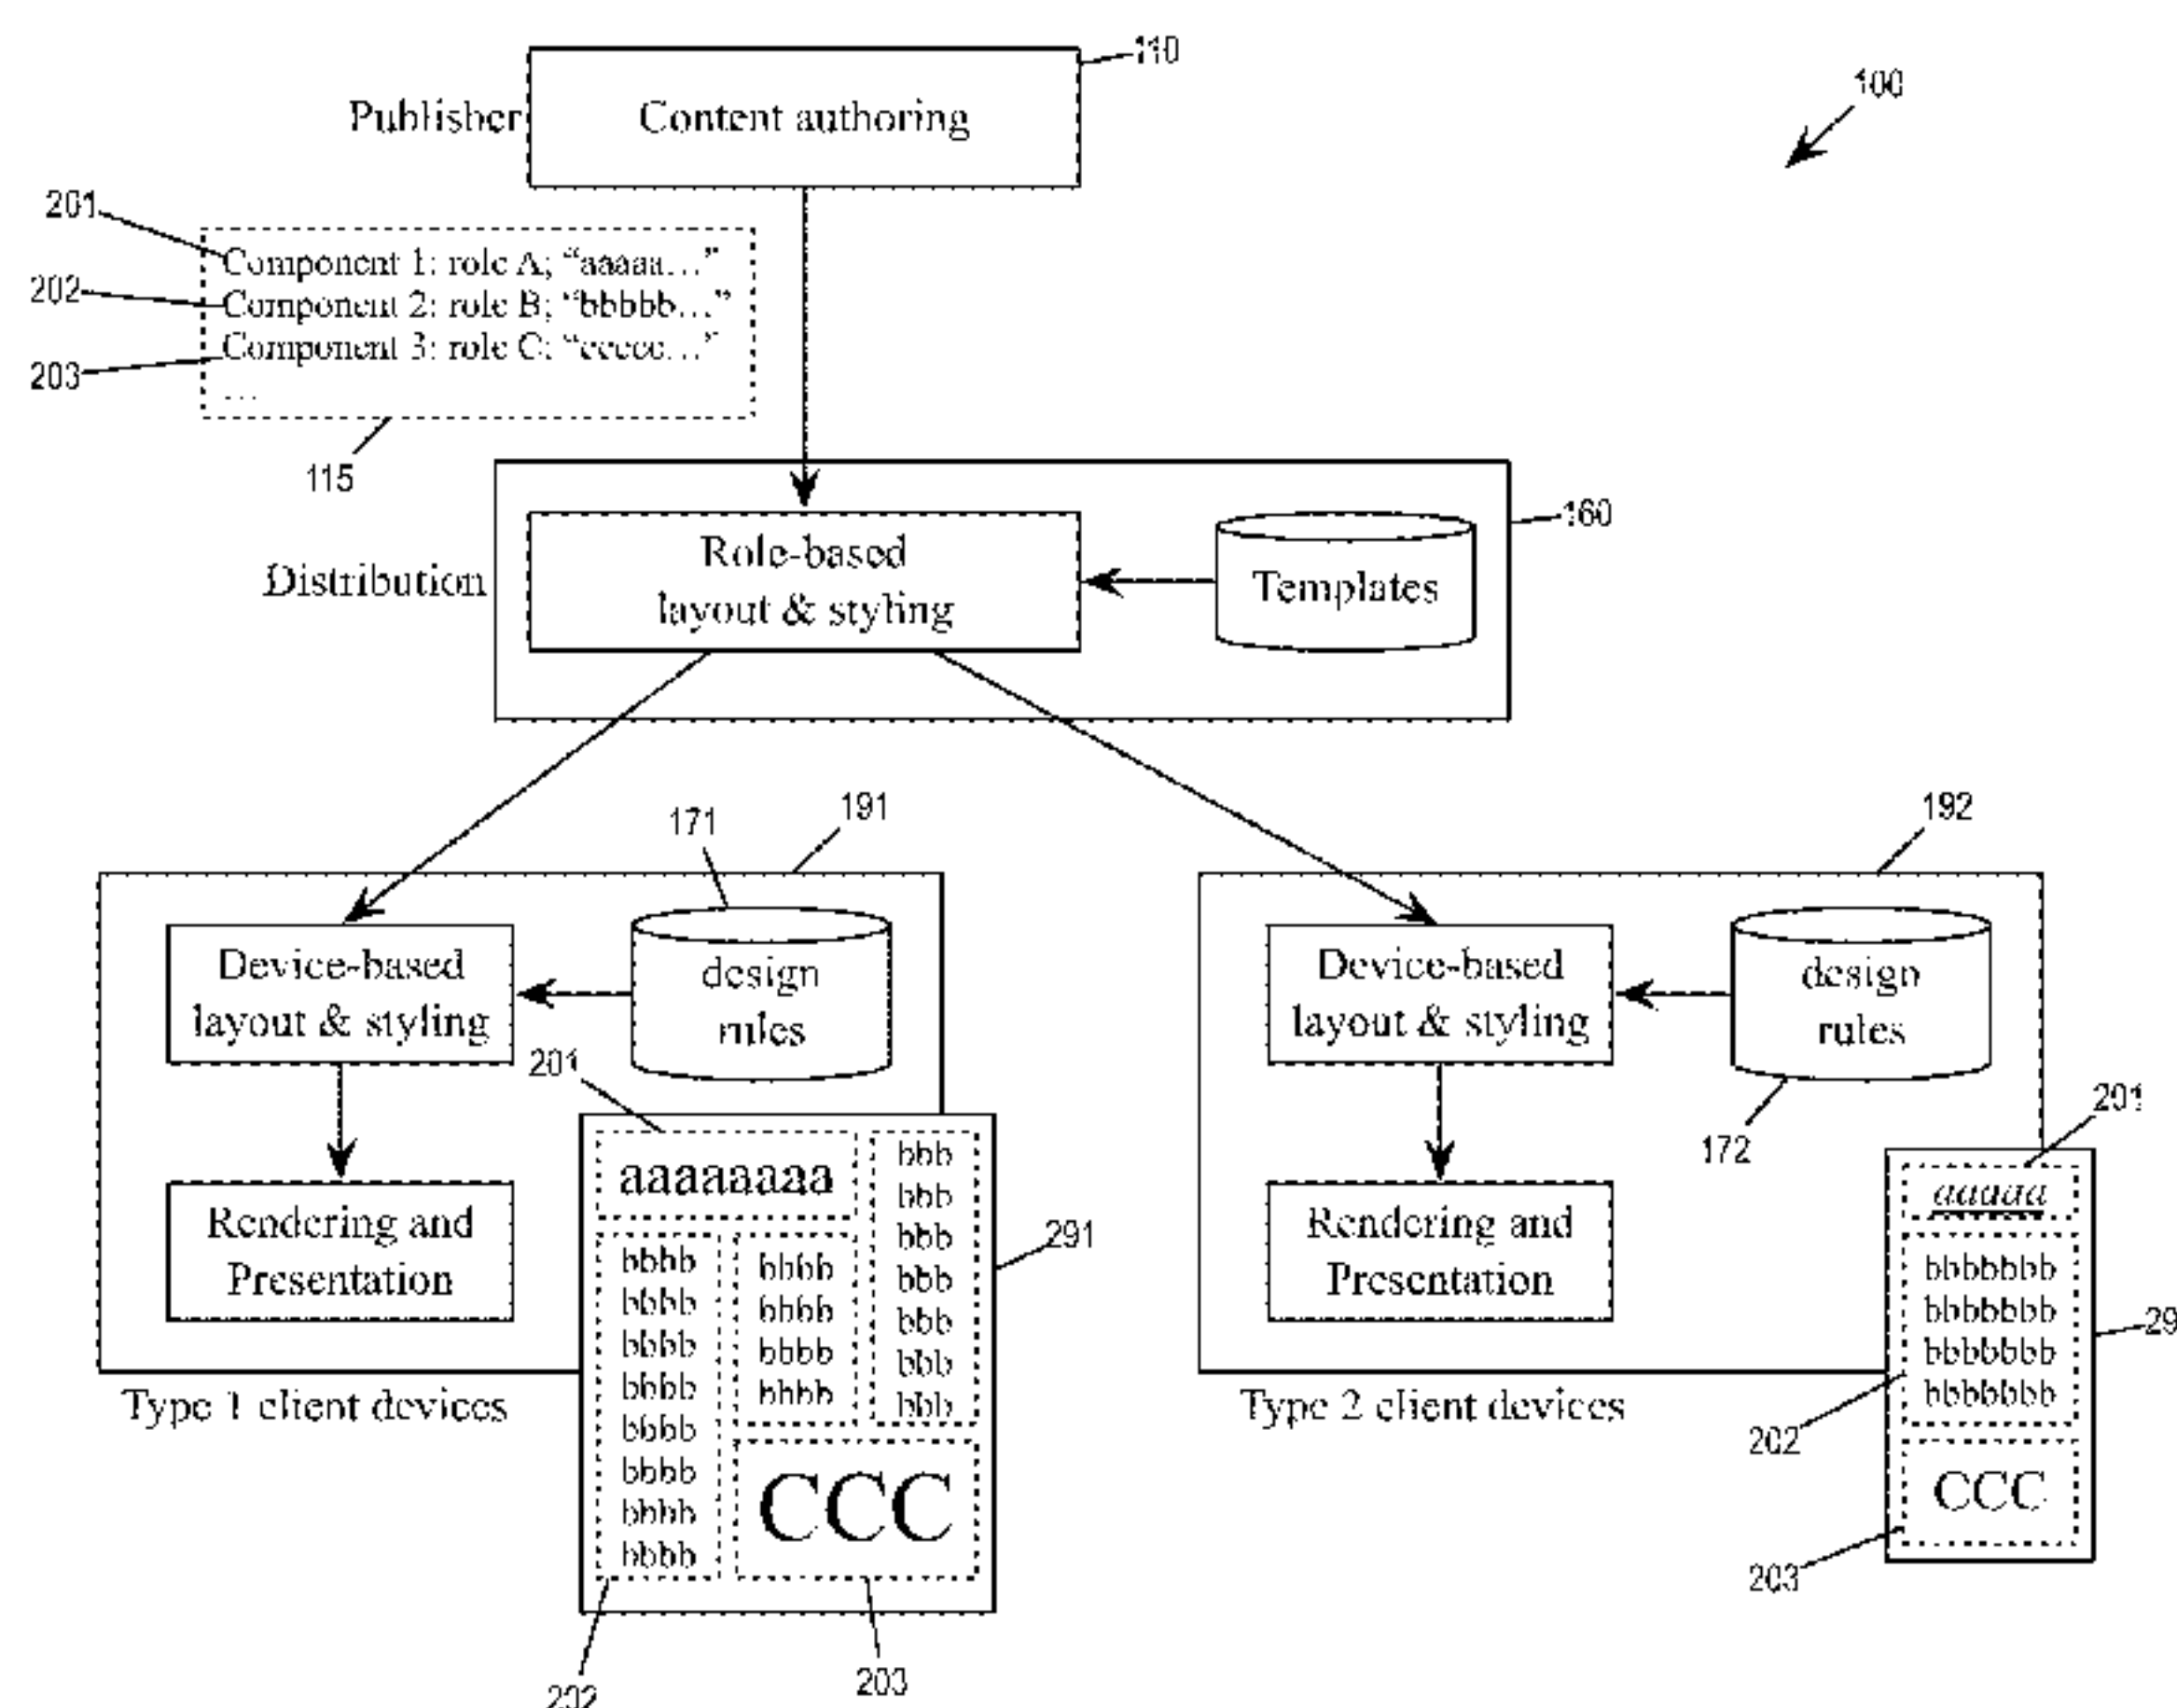 110
100
Publisher
Content authoring
201
Component 1: role A; “aaaaa…”
202
Component 2: role B; “bbbbb…”
Component 3: role C; “ccccc…”
203
…
115
160
Role-based
layout & styling
Templates
Distribution
191
171
192
Device-based
layout & styling
design
rules
Device-based
layout & styling
design
rules
201
201
172
aaaaaaaa
bbb
bbb
bbb
bbb
bbb
bbb
bbb
Rendering and
Presentation
291
bbbb
bbbb
bbbb
bbbb
bbbb
bbbb
bbbb
bbbb
bbbb
bbbb
bbbb
bbbb
CCC
Rendering and
Presentation
aaaaa
bbbbbbb
bbbbbbb
bbbbbbb
bbbbbbb
29
CCC
Type 1 client devices
Type 2 client devices
202
203
202
203